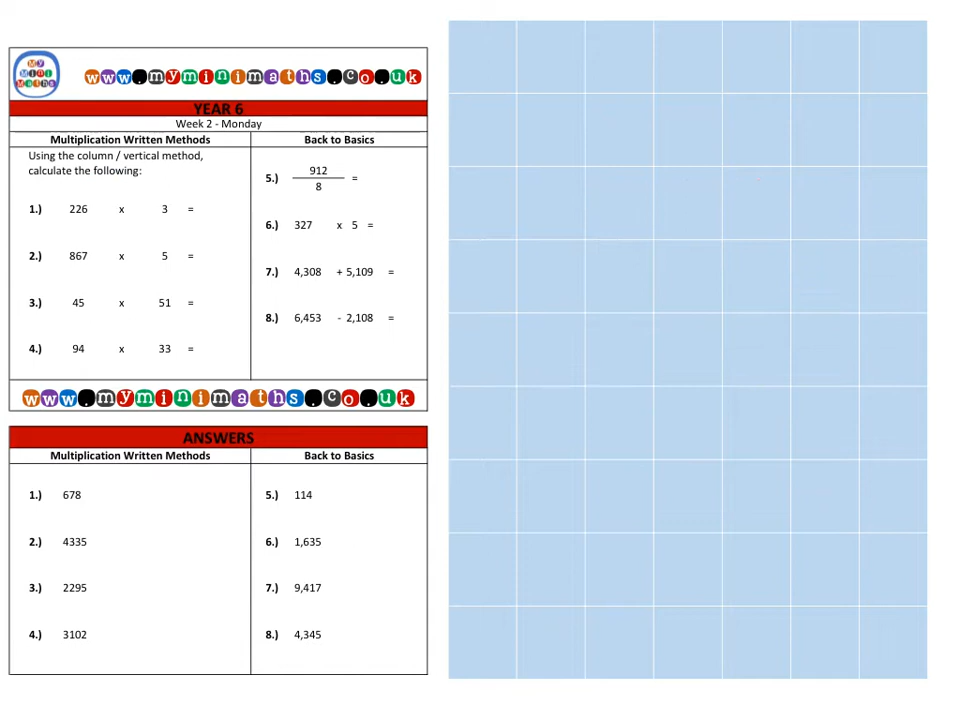 My
Mini
Maths
www.myminimaths.co.uk
YEAR 6
Week 2 - Monday
Multiplication Written Methods
Using the column / vertical method,
calculate the following:
1.) 226 x 3 =
2.) 867 x 5 =
3.) 45 x 51 =
4.) 94 x 33 =
Back to Basics
5.) 912
8 =
6.) 327 x 5 =
7.) 4,308 + 5,109 =
8.) 6,453 - 2,108 =
www.myminimaths.co.uk
ANSWERS
Multiplication Written Methods
1.) 678
2.) 4335
3.) 2295
4.) 3102
Back to Basics
5.) 114
6.) 1,635
7.) 9,417
8.) 4,345